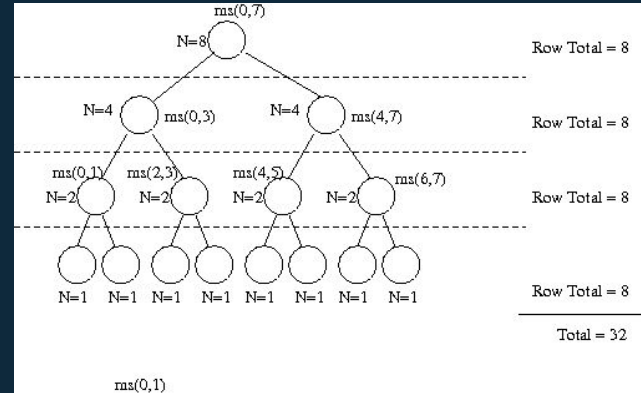 ms(0,7)
N=8
Row Total = 8
N=4 ms(0,3) N=4 ms(4,7)
Row Total = 8
ms(0,1) ms(2,3) ms(4,5) ms(6,7)
N=2 N=2 N=2 N=2
Row Total = 8
N=1 N=1 N=1 N=1 N=1 N=1 N=1 N=1
Row Total = 8
Total = 32
ms(0,1)